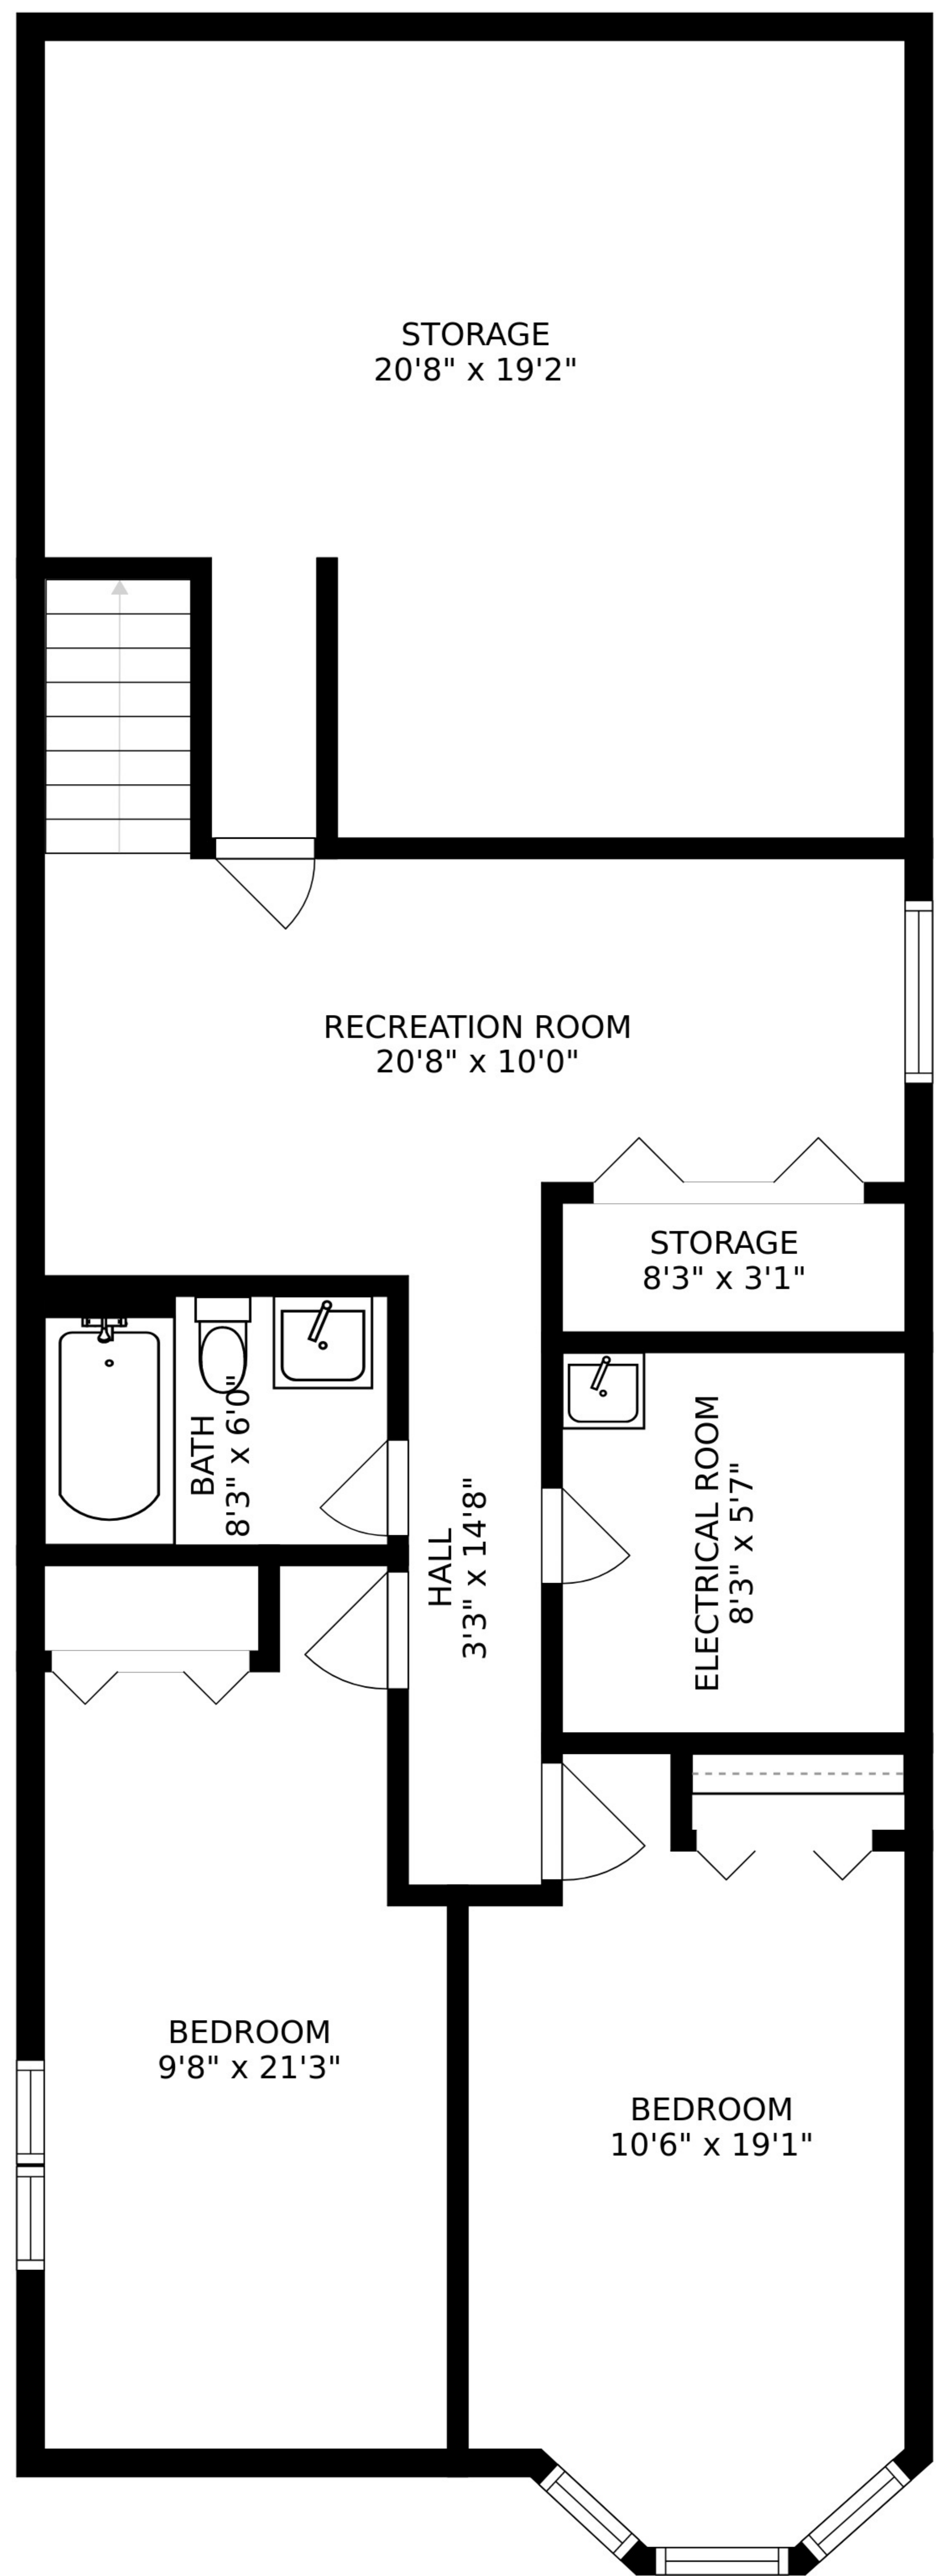 STORAGE
20'8" x 19'2"
RECREATION ROOM
20'8" x 10'0"
STORAGE
8'3" x 3'1"
BATH
8'3" x 6'0"
HALL
3'3" x 14'8"
ELECTRICAL ROOM
8'3" x 5'7"
BEDROOM
9'8" x 21'3"
BEDROOM
10'6" x 19'1"